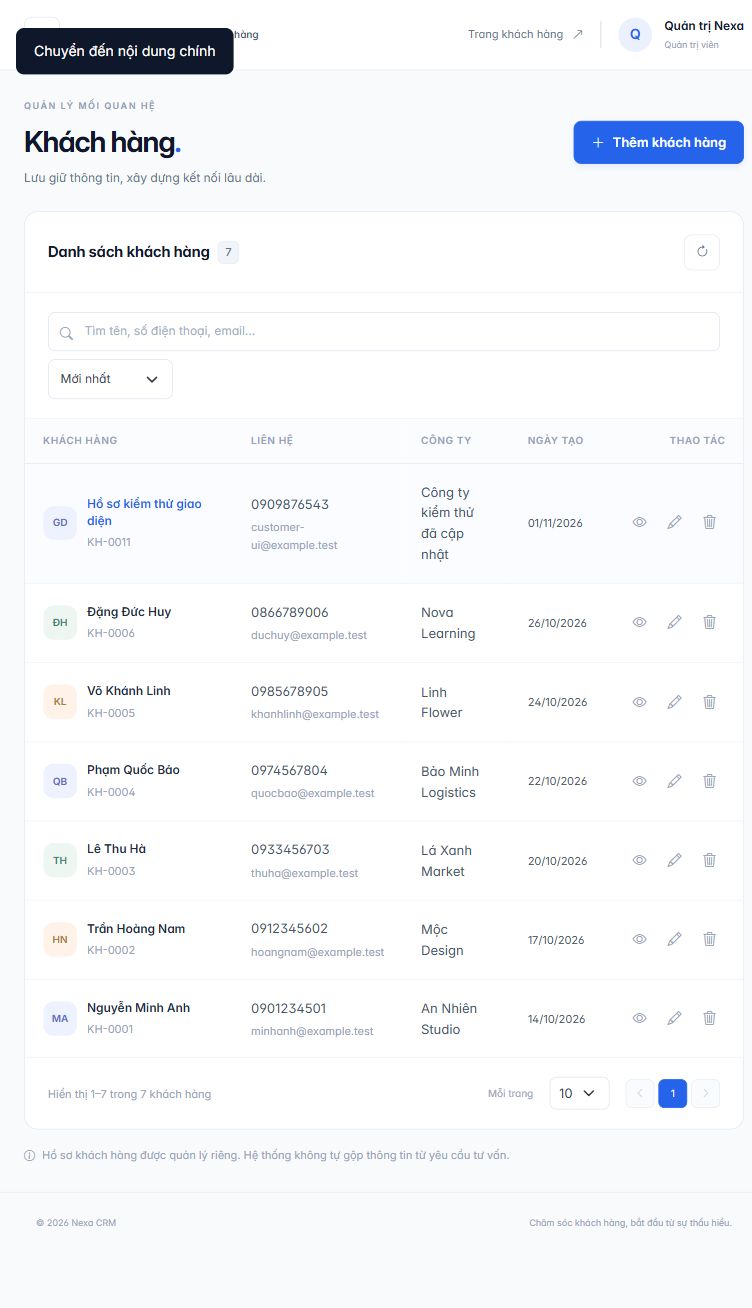 Chuyển đến nội dung chính
hàng
Trang khách hàng
Q
Quản trị Nexa
Quản trị viên
QUẢN LÝ MỐI QUAN HỆ
Khách hàng.
Thêm khách hàng
Lưu giữ thông tin, xây dựng kết nối lâu dài.
Danh sách khách hàng 7
Tìm tên, số điện thoại, email...
Mới nhất
KHÁCH HÀNG LIÊN HỆ CÔNG TY NGÀY TẠO THAO TÁC
GD
Hồ sơ kiểm thử giao
diện
KH-0011
0909876543
customer-
ui@example.test
Công ty
kiểm thử
đã cập
nhật
01/11/2026
ĐH
Đặng Đức Huy
KH-0006
0866789006
duchuy@example.test
Nova
Learning
26/10/2026
KL
Võ Khánh Linh
KH-0005
0985678905
khanhlinh@example.test
Linh
Flower
24/10/2026
QB
Phạm Quốc Bảo
KH-0004
0974567804
quocbao@example.test
Bảo Minh
Logistics
22/10/2026
TH
Lê Thu Hà
KH-0003
0933456703
thuha@example.test
Lá Xanh
Market
20/10/2026
HN
Trần Hoàng Nam
KH-0002
0912345602
hoangnam@example.test
Mộc
Design
17/10/2026
MA
Nguyễn Minh Anh
KH-0001
0901234501
minhanh@example.test
An Nhiên
Studio
14/10/2026
Hiển thị 1–7 trong 7 khách hàng
Mỗi trang 10
1
Hồ sơ khách hàng được quản lý riêng. Hệ thống không tự gộp thông tin từ yêu cầu tư vấn.
© 2026 Nexa CRM
Chăm sóc khách hàng, bắt đầu từ sự thấu hiểu.